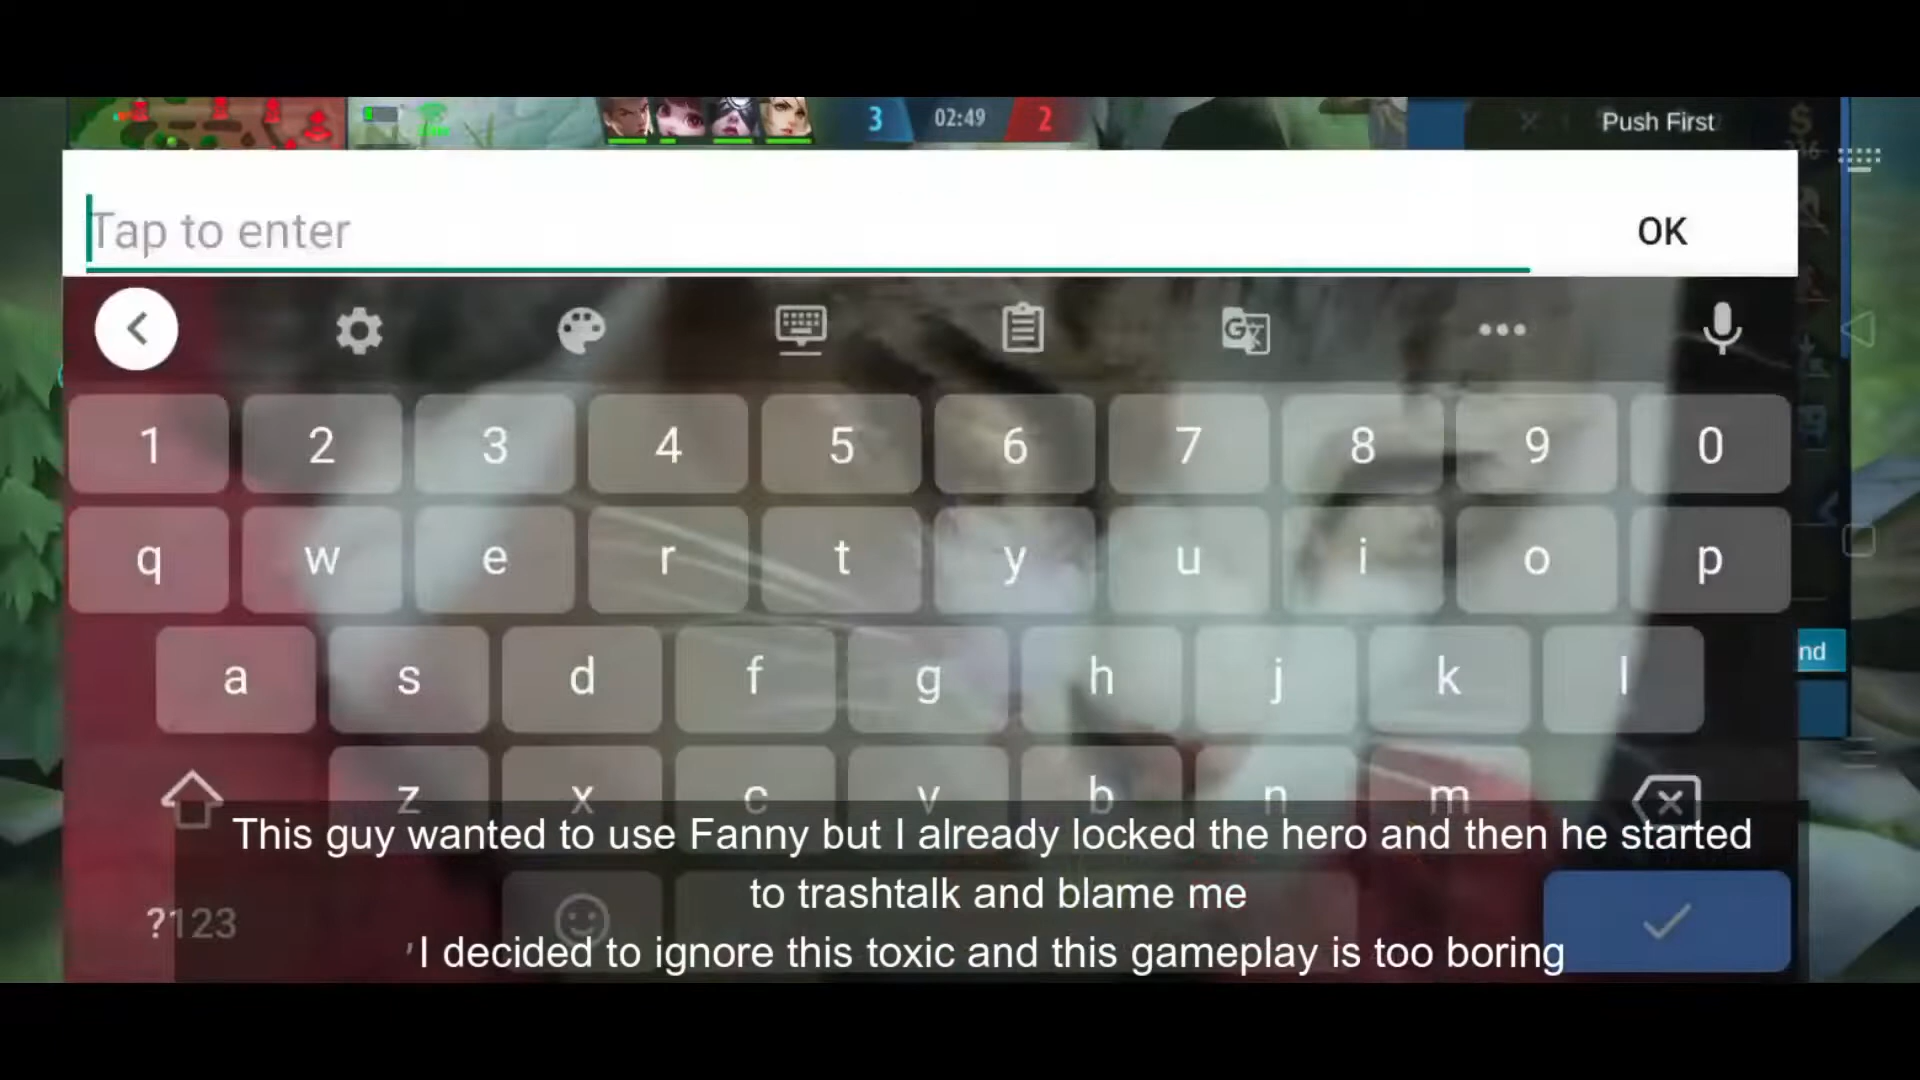 3 02:49 2 Push First
Tap to enter OK
1 2 3 4 5 6 7 8 9 0
q w e r t y u i o p
nd
a s d f g h j k l
z x c v b n m
This guy wanted to use Fanny but I already locked the hero and then he started
to trashtalk and blame me
?123
, I decided to ignore this toxic and this gameplay is too boring